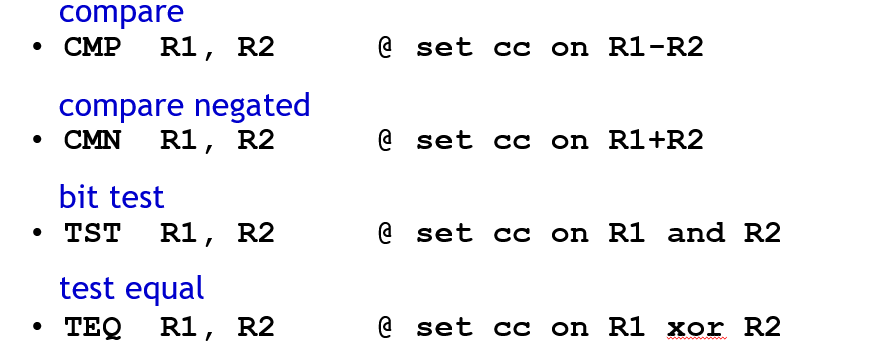 compare
• CMP R1, R2 @ set cc on R1-R2
compare negated
• CMN R1, R2 @ set cc on R1+R2
bit test
• TST R1, R2 @ set cc on R1 and R2
test equal
• TEQ R1, R2 @ set cc on R1 xor R2